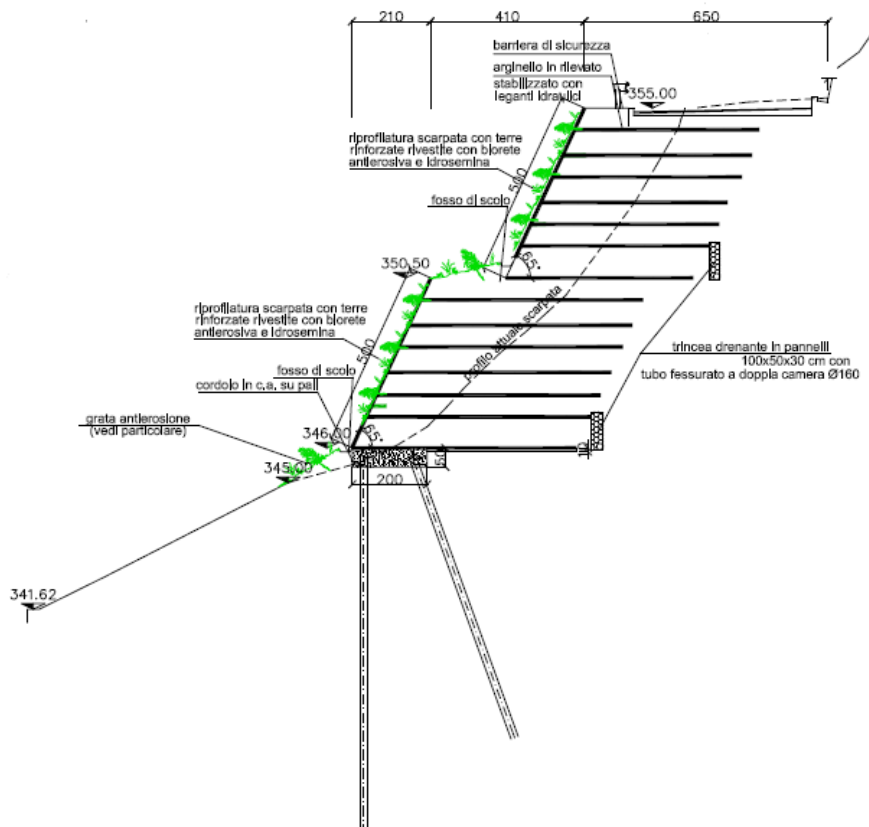 210
410
650
barriera di sicurezza
arginello in rilevato
stabilizzato con
leganti idraulici
355.00
riprofilatura scarpata con terre
rinforzate rivestite con biorete
antierosiva e idrosemina
500
fosso di scolo
65°
350.50
riprofilatura scarpata con terre
rinforzate rivestite con biorete
antierosiva e idrosemina
500
profilo attuale scarpata
trincea drenante in pannelli
100x50x30 cm con
tubo fessurato a doppia camera Ø160
fosso di scolo
cordolo in c.a. su pali
grata antierosione
(vedi particolare)
346.00
65°
345.00
50
200
341.62